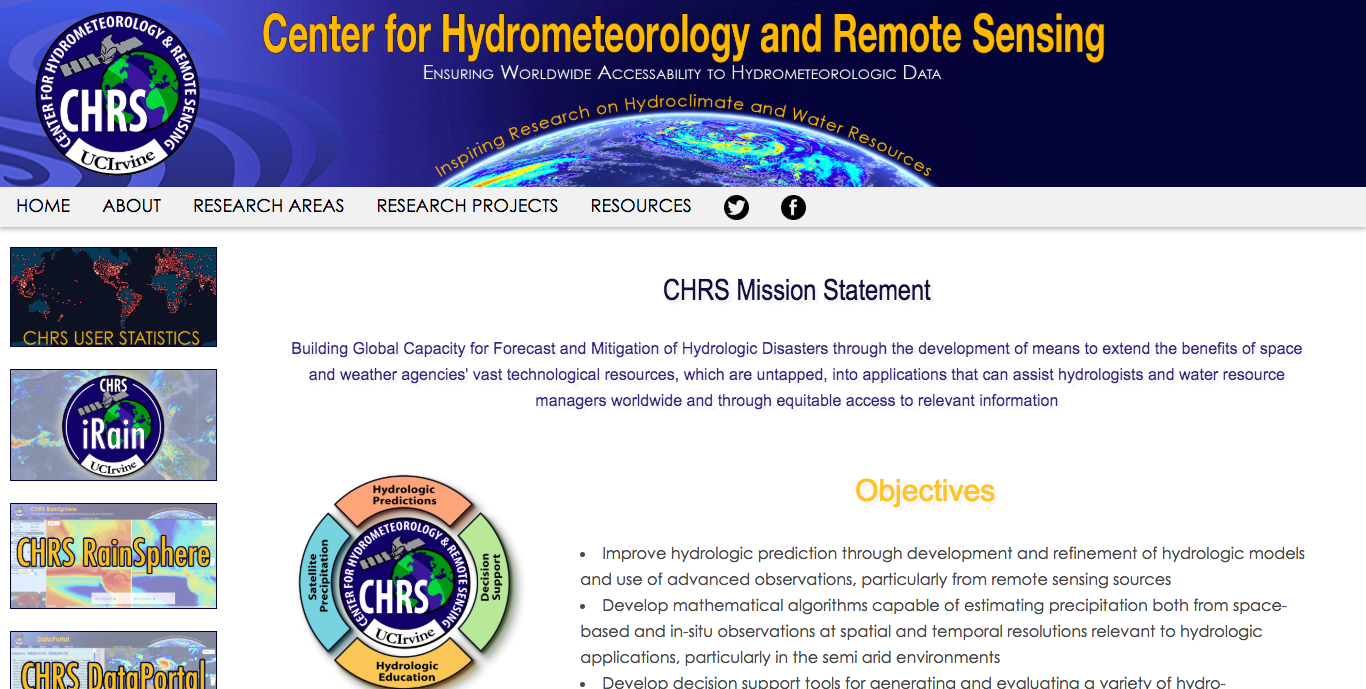 CENTER FOR HYDROMETEOROLOGY & REMOTE SENSING
CHRS
UCIrvine
Center for Hydrometeorology and Remote Sensing
Ensuring Worldwide Accessability to Hydrometeorologic Data
Inspiring Research on Hydroclimate and Water Resources
HOME ABOUT RESEARCH AREAS RESEARCH PROJECTS RESOURCES
CHRS USER STATISTICS
CHRS
iRain
UCIrvine
CHRS RainSphere
CHRS RainSphere
DataPortal
CHRS DataPortal
CHRS Mission Statement
Building Global Capacity for Forecast and Mitigation of Hydrologic Disasters through the development of means to extend the benefits of space
and weather agencies' vast technological resources, which are untapped, into applications that can assist hydrologists and water resource
managers worldwide and through equitable access to relevant information
Hydrologic
Predictions
Satellite
Precipitation
CENTER FOR HYDROMETEOROLOGY & REMOTE SENSING
CHRS
UCIrvine
Decision
Support
Hydrologic
Education
Objectives
• Improve hydrologic prediction through development and refinement of hydrologic models
and use of advanced observations, particularly from remote sensing sources
• Develop mathematical algorithms capable of estimating precipitation both from space-
based and in-situ observations at spatial and temporal resolutions relevant to hydrologic
applications, particularly in the semi arid environments
• Develop decision support tools for generating and evaluating a variety of hydro-